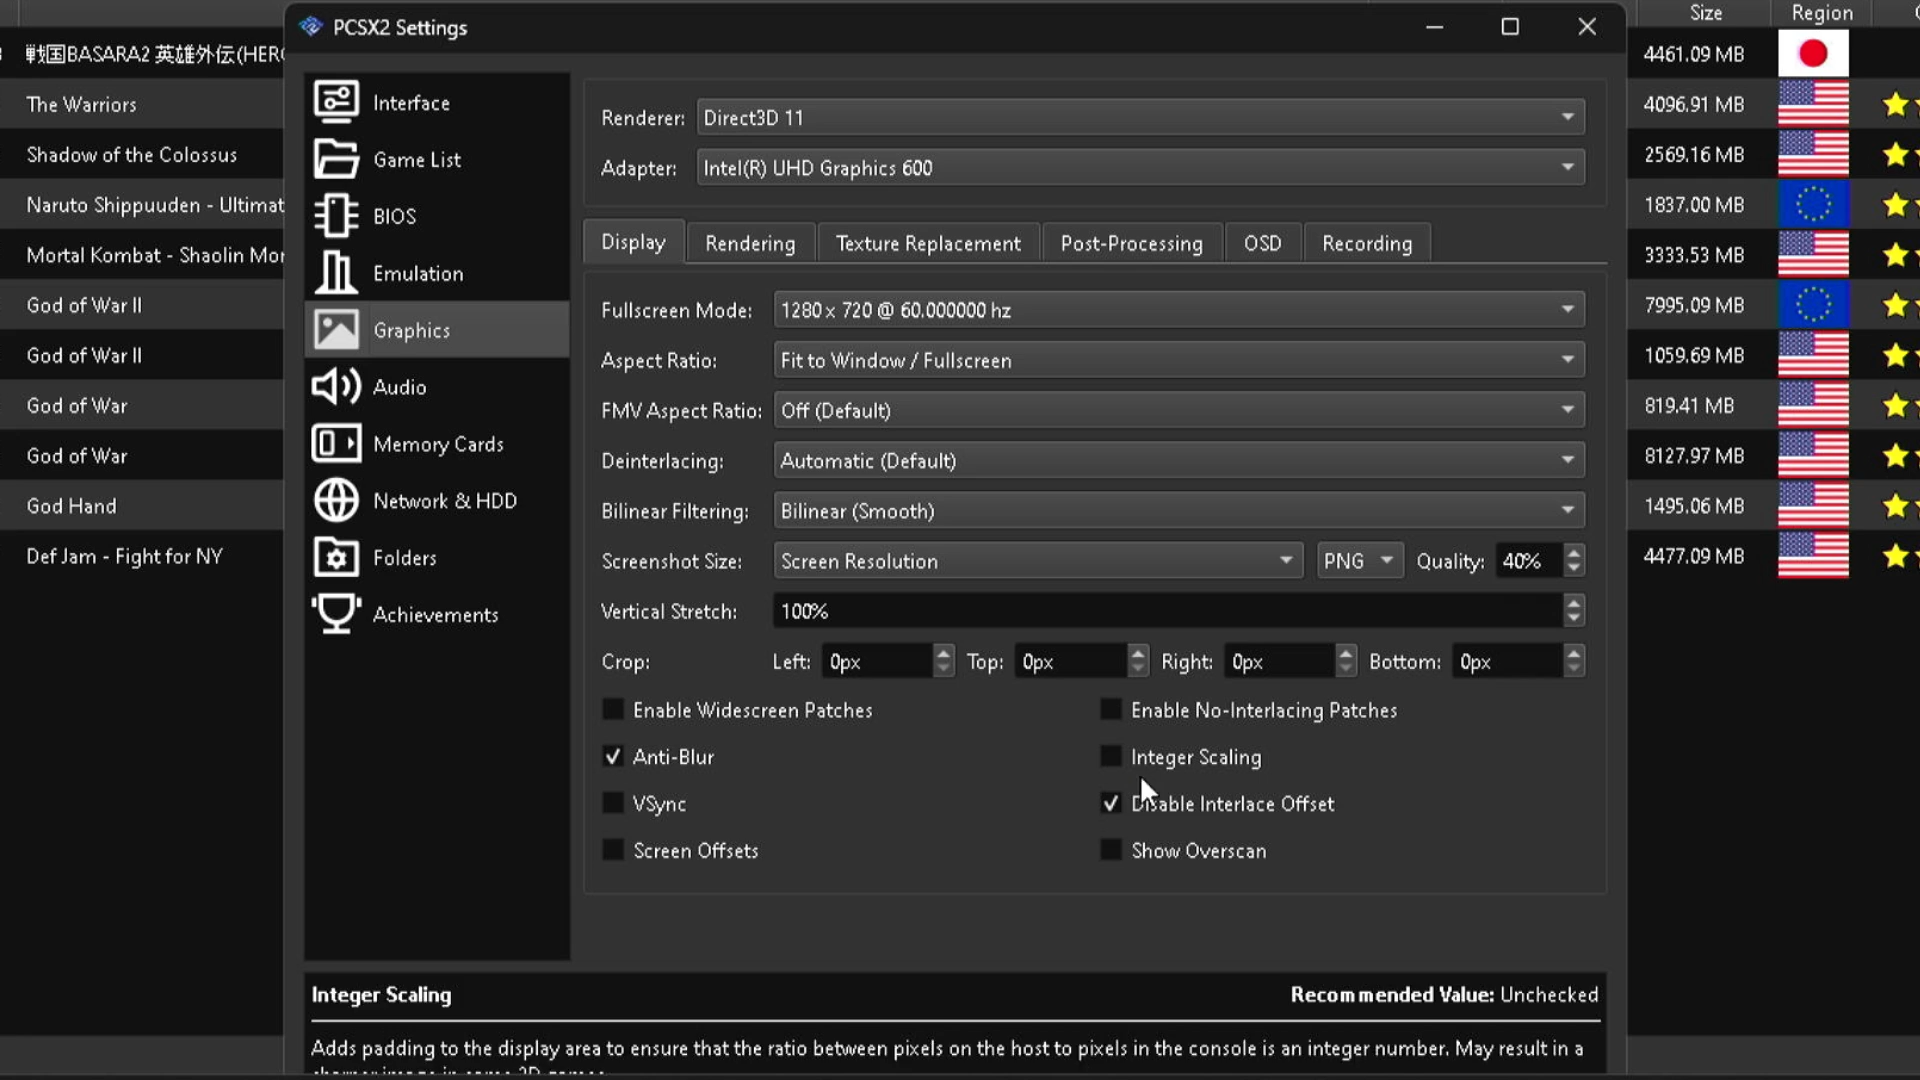 PCSX2 Settings
Size
Region
戦国BASARA2 英雄外伝(HER
4461.09 MB
The Warriors
4096.91 MB
Shadow of the Colossus
2569.16 MB
Naruto Shippuuden - Ultimat
1837.00 MB
Mortal Kombat - Shaolin Mor
3333.53 MB
God of War II
7995.09 MB
God of War II
1059.69 MB
God of War
819.41 MB
God of War
8127.97 MB
God Hand
1495.06 MB
Def Jam - Fight for NY
4477.09 MB
Interface
Game List
BIOS
Emulation
Graphics
Audio
Memory Cards
Network & HDD
Folders
Achievements
Renderer: Direct3D 11
Adapter: Intel(R) UHD Graphics 600
Display Rendering Texture Replacement Post-Processing OSD Recording
Fullscreen Mode: 1280 x 720 @ 60.000000 hz
Aspect Ratio: Fit to Window / Fullscreen
FMV Aspect Ratio: Off (Default)
Deinterlacing: Automatic (Default)
Bilinear Filtering: Bilinear (Smooth)
Screenshot Size: Screen Resolution PNG Quality: 40%
Vertical Stretch: 100%
Crop: Left: 0px Top: 0px Right: 0px Bottom: 0px
Enable Widescreen Patches Enable No-Interlacing Patches
Anti-Blur Integer Scaling
VSync Disable Interlace Offset
Screen Offsets Show Overscan
Integer Scaling Recommended Value: Unchecked
Adds padding to the display area to ensure that the ratio between pixels on the host to pixels in the console is an integer number. May result in a
sharper image in some 2D games.